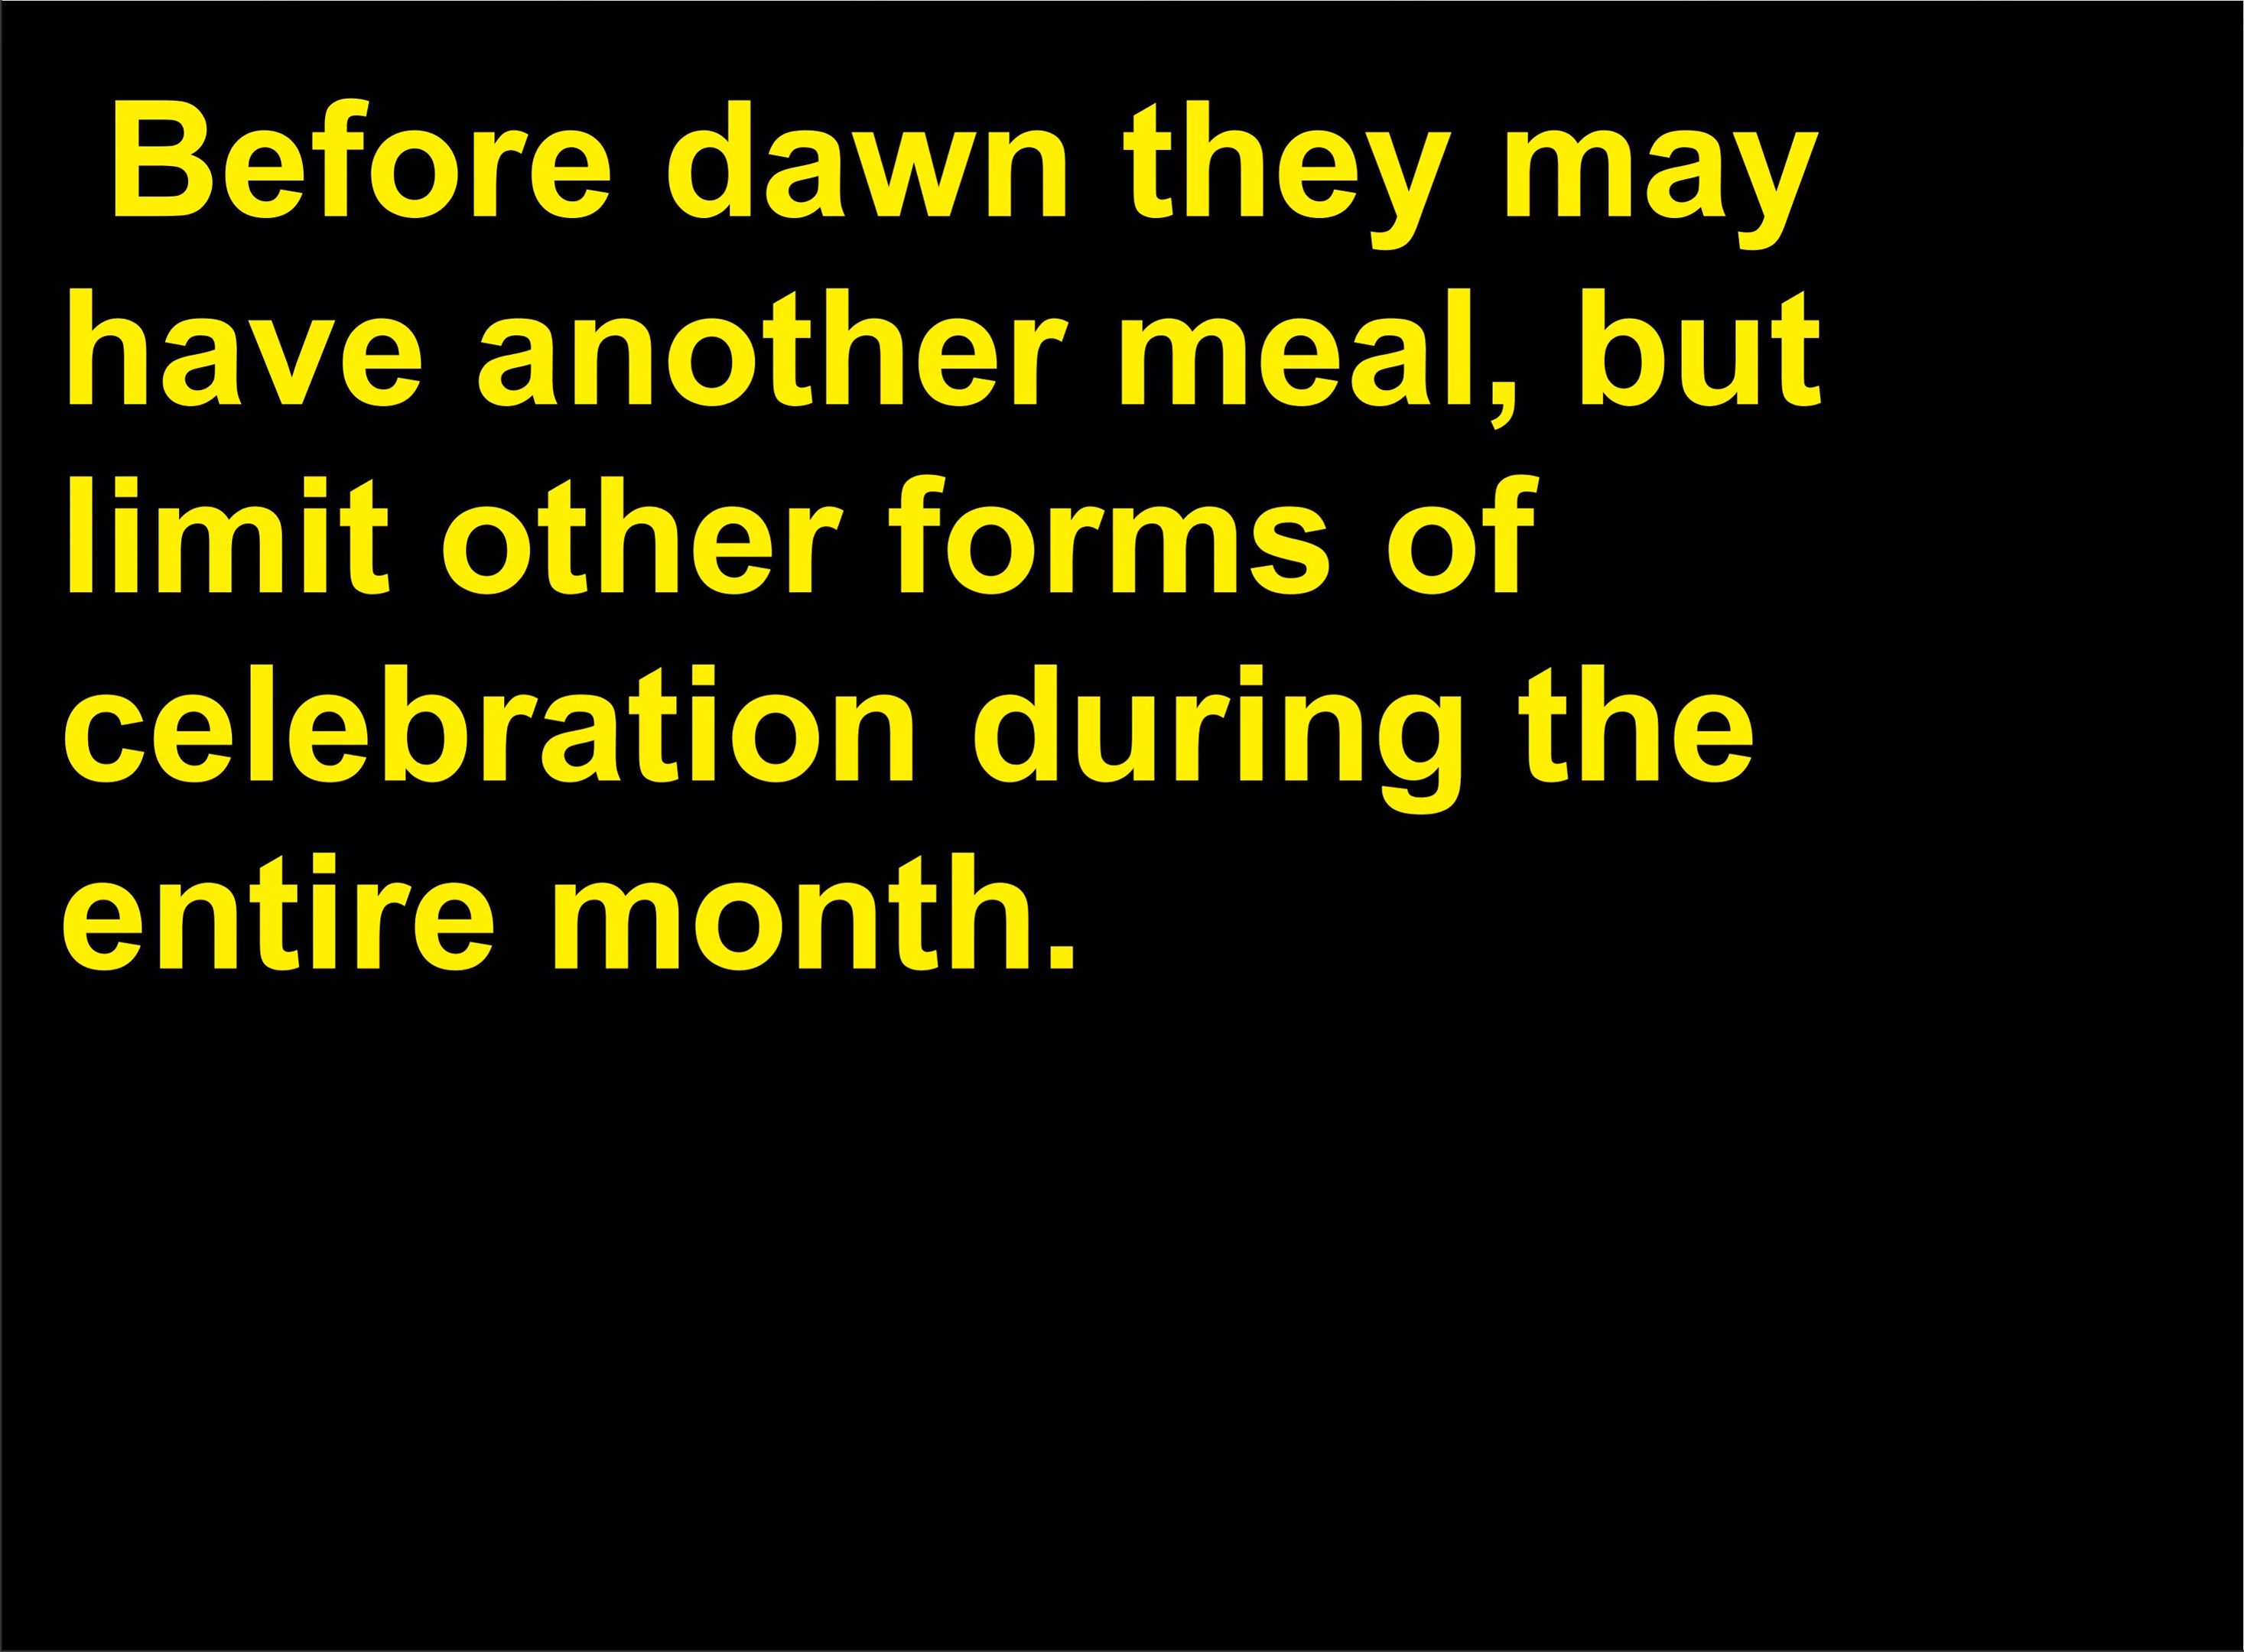 Before dawn they may
have another meal, but
limit other forms of
celebration during the
entire month.